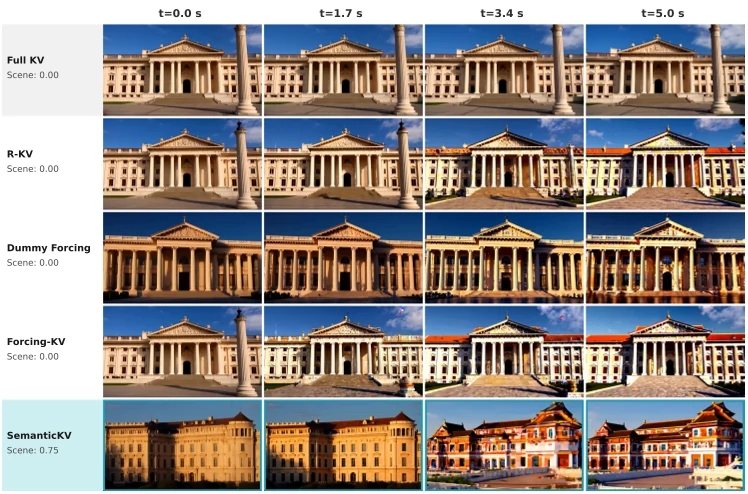 t=0.0 s
t=1.7 s
t=3.4 s
t=5.0 s
Full KV
Scene: 0.00
R-KV
Scene: 0.00
Dummy Forcing
Scene: 0.00
Forcing-KV
Scene: 0.00
SemanticKV
Scene: 0.75